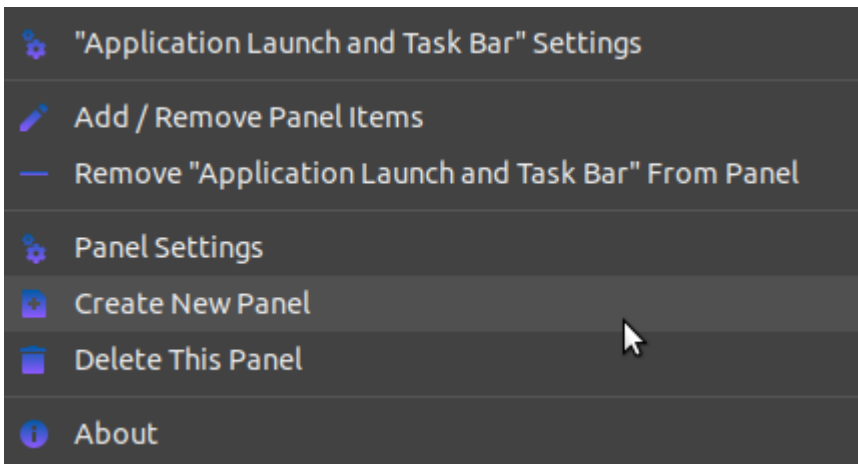 "Application Launch and Task Bar" Settings
Add / Remove Panel Items
Remove "Application Launch and Task Bar" From Panel
Panel Settings
Create New Panel
Delete This Panel
About